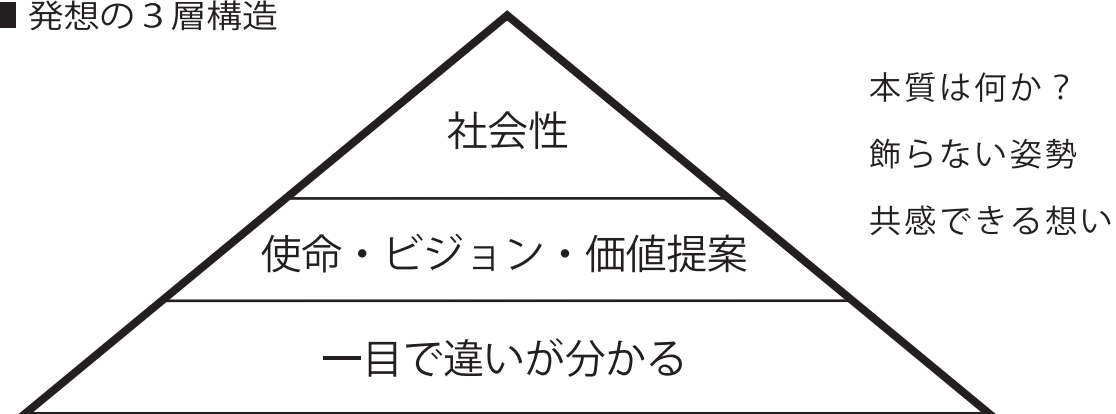 ■ 発想の３層構造
本質は何か？
飾らない姿勢
共感できる想い
社会性
使命・ビジョン・価値提案
一目で違いが分かる